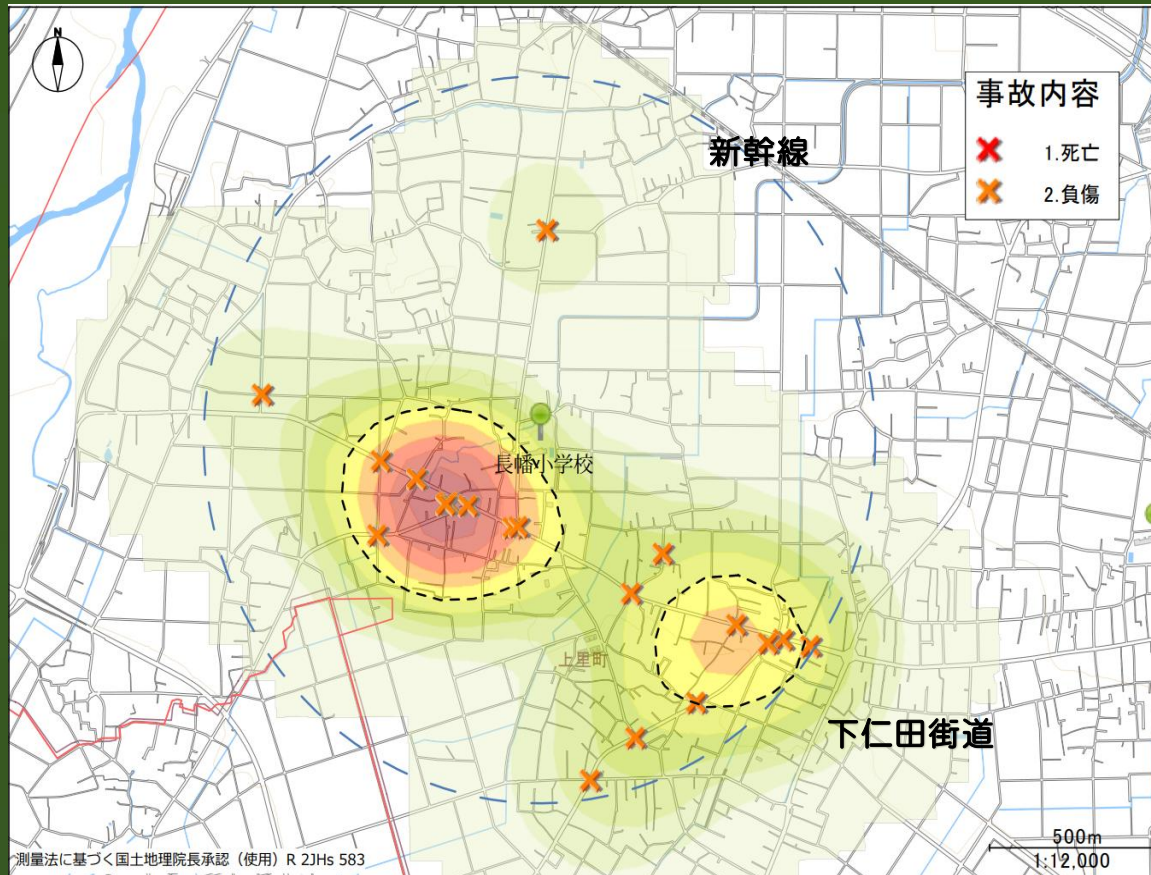 N
事故内容
1.死亡
2.負傷
新幹線
長幡小学校
上里町
下仁田街道
500m
1:12,000
測量法に基づく国土地理院長承認（使用）R 2JHs 583